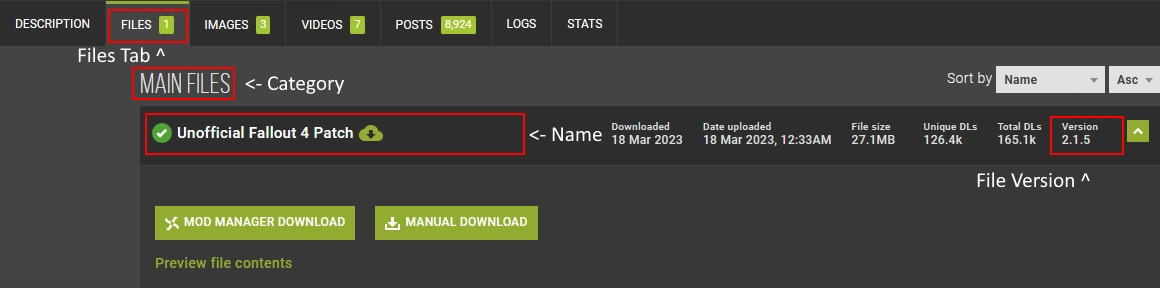 DESCRIPTION FILES 1 IMAGES 3 VIDEOS 7 POSTS 8,924 LOGS STATS
Files Tab ^
MAIN FILES <- Category Sort by Name Asc
Unofficial Fallout 4 Patch <- Name Downloaded Date uploaded File size Unique DLs Total DLs Version
18 Mar 2023 18 Mar 2023, 12:33AM 27.1MB 126.4k 165.1k 2.1.5
File Version ^
MOD MANAGER DOWNLOAD MANUAL DOWNLOAD
Preview file contents